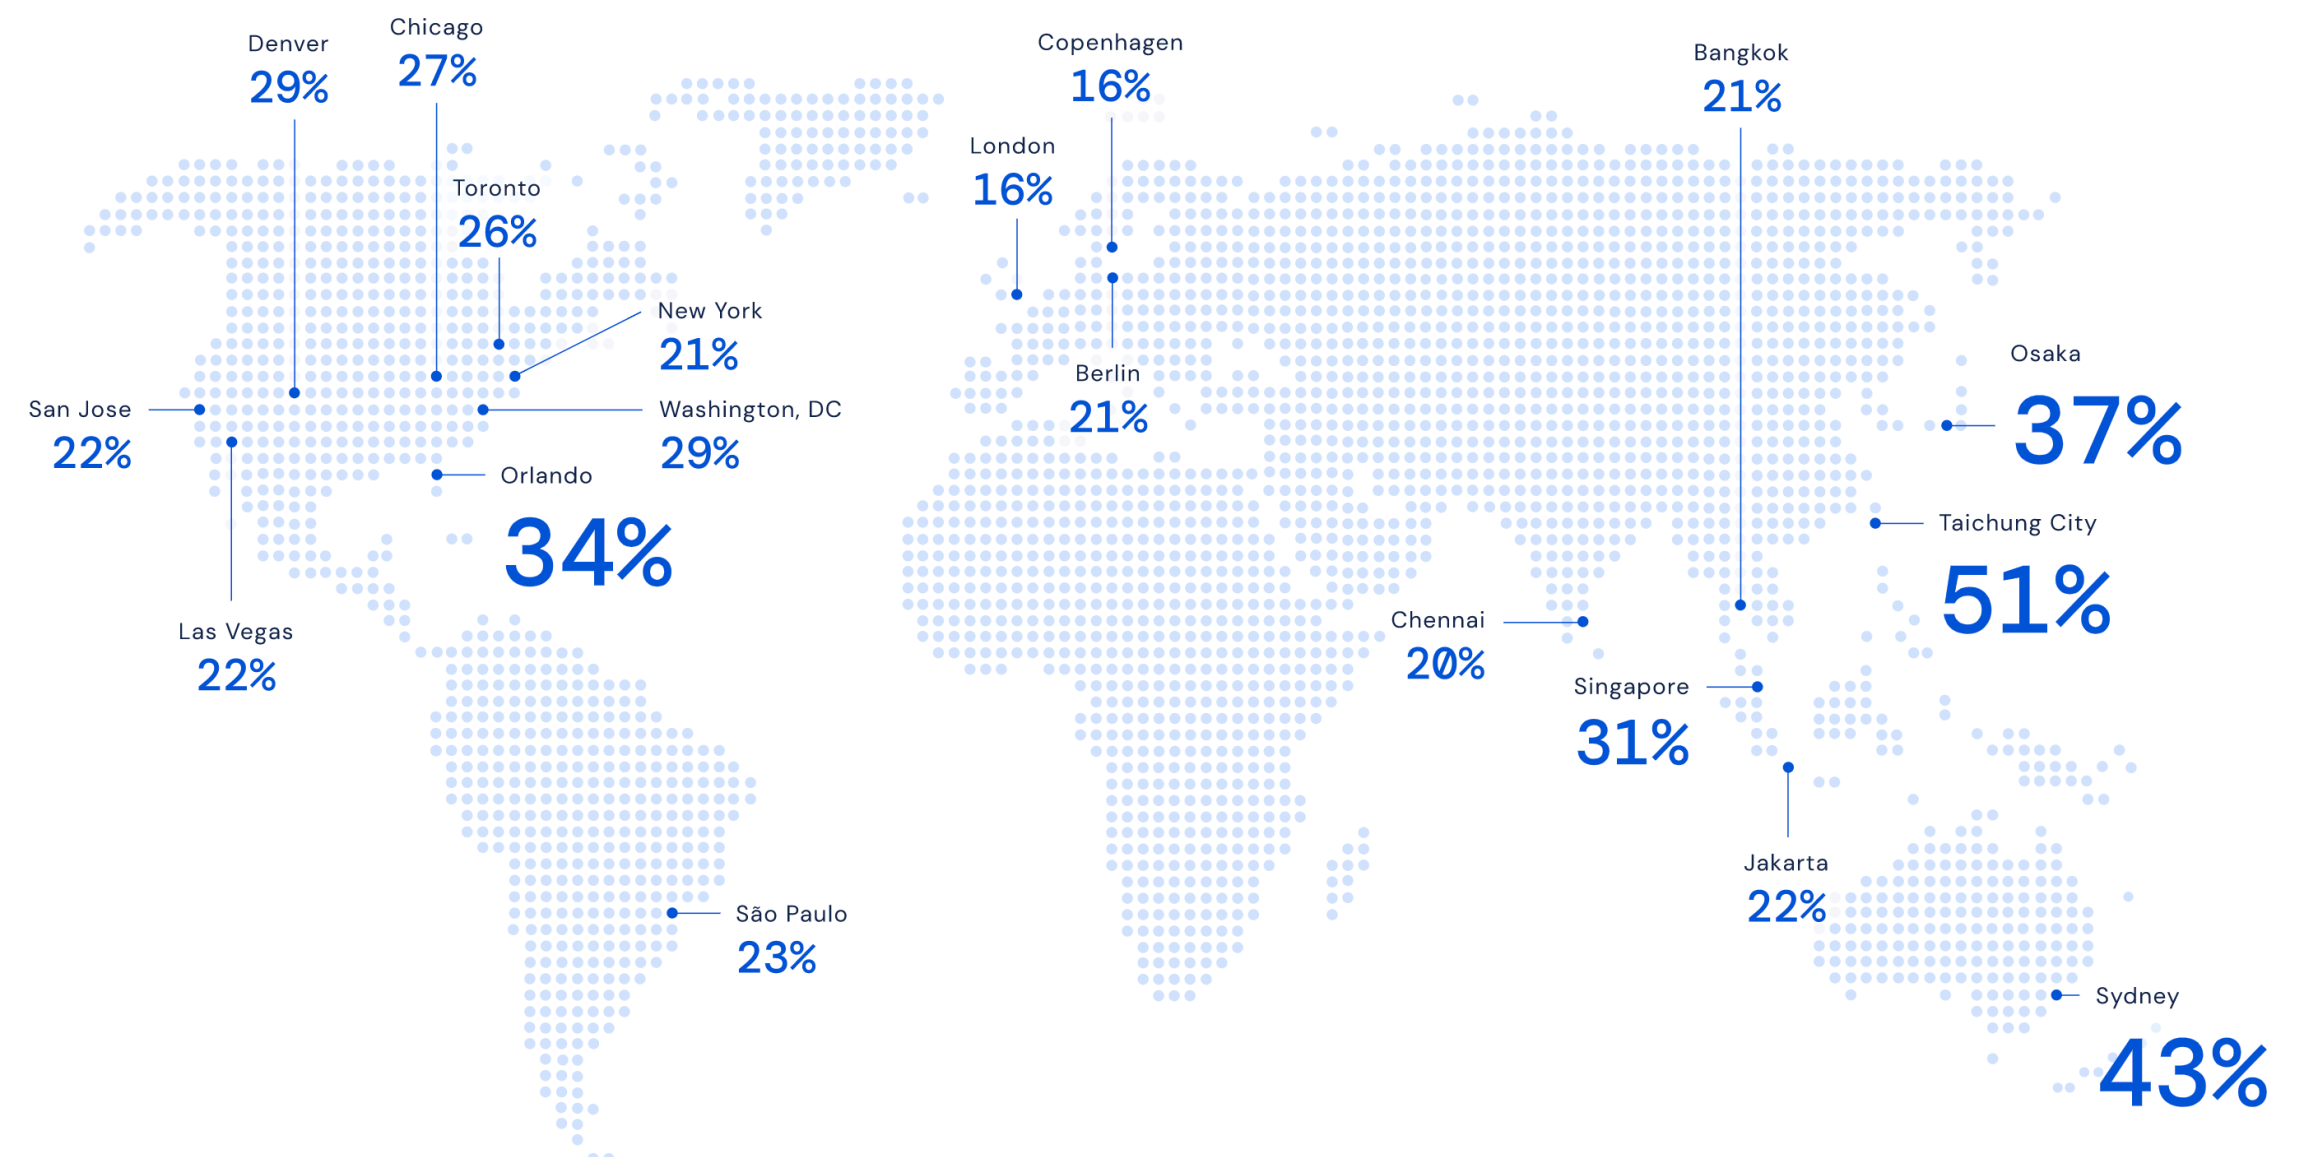 Denver
29%
Chicago
27%
Toronto
26%
New York
21%
San Jose
22%
Washington, DC
29%
Orlando
34%
Las Vegas
22%
São Paulo
23%
Copenhagen
16%
London
16%
Berlin
21%
Bangkok
21%
Osaka
37%
Taichung City
51%
Chennai
20%
Singapore
31%
Jakarta
22%
Sydney
43%